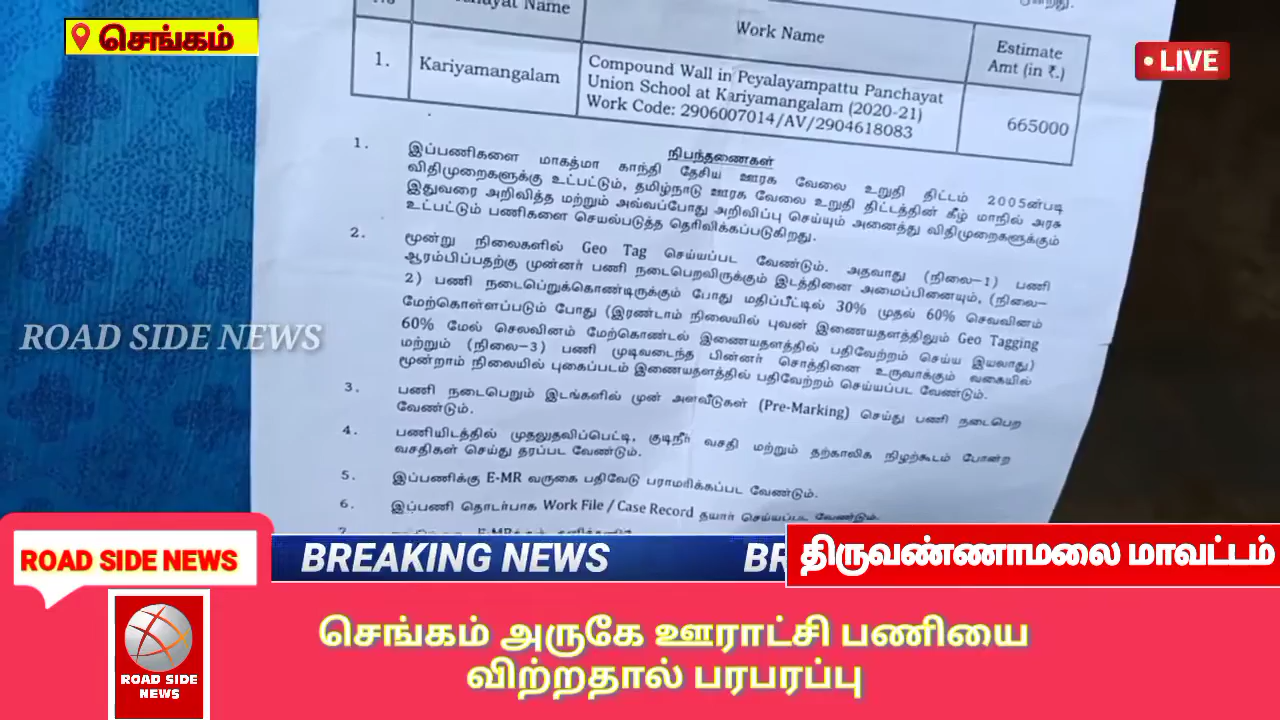 செங்கம்
LIVE
Panchayat Name
Work Name
Estimate
Amt (in ₹.)
1.
Kariyamangalam
Compound Wall in Peyalayampattu Panchayat
Union School at Kariyamangalam (2020-21)
Work Code: 2906007014/AV/2904618083
665000
நிபந்தனைகள்
1. இப்பணிகளை மாகத்மா காந்தி தேசிய ஊரக வேலை உறுதி திட்டம் 2005ன்படி
விதிமுறைகளுக்கு உட்பட்டும், தமிழ்நாடு ஊரக வேலை உறுதி திட்டத்தின் கீழ் மாநில அரசு
இதுவரை அறிவித்த மற்றும் அவ்வப்போது அறிவிப்பு செய்யும் அனைத்து விதிமுறைகளுக்கும்
உட்பட்டும் பணிகளை செயல்படுத்த தெரிவிக்கப்படுகிறது.
2. மூன்று நிலைகளில் Geo Tag செய்யப்பட வேண்டும். அதவாது (நிலை-1) பணி
ஆரம்பிப்பதற்கு முன்னர் பணி நடைபெறவிருக்கும் இடத்தினை அமைப்பினையும், (நிலை-
2) பணி நடைபெற்றுக்கொண்டிருக்கும் போது மதிப்பீட்டில் 30% முதல் 60% செலவினம்
மேற்கொள்ளப்படும் போது (இரண்டாம் நிலையில் புவன் இணையதளத்திலும் Geo Tagging
60% மேல் செலவினம் மேற்கொண்டல் இணையதளத்தில் பதிவேற்றம் செய்ய இயலாது)
மற்றும் (நிலை-3) பணி முடிவடைந்த பின்னர் சொத்தினை உருவாக்கும் வகையில்
மூன்றாம் நிலையில் புகைப்படம் இணையதளத்தில் பதிவேற்றம் செய்யப்பட வேண்டும்.
3. பணி நடைபெறும் இடங்களில் முன் அளவீடுகள் (Pre-Marking) செய்து பணி நடைபெற
வேண்டும்.
4. பணியிடத்தில் முதலுதவிப்பெட்டி, குடிநீர் வசதி மற்றும் தற்காலிக நிழற்கூடம் போன்ற
வசதிகள் செய்து தரப்பட வேண்டும்.
5. இப்பணிக்கு E-MR வருகை பதிவேடு பராமரிக்கப்பட வேண்டும்.
6. இப்பணி தொடர்பாக Work File / Case Record தயார் செய்யப்பட வேண்டும்.
ROAD SIDE NEWS
ROAD SIDE NEWS
BREAKING NEWS
BR
திருவண்ணாமலை மாவட்டம்
செங்கம் அருகே ஊராட்சி பணியை
விற்றதால் பரபரப்பு
ROAD SIDE
NEWS